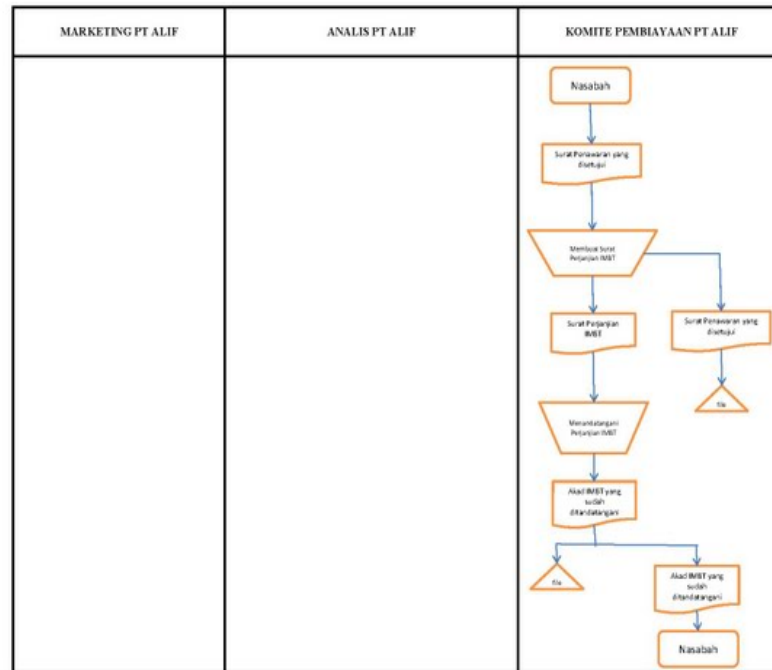 MARKETING PT ALIF
ANALIS PT ALIF
KOMITE PEMBIAYAAN PT ALIF
Nasabah
Surat Penawaran yang
disetujui
Membuat Surat
Perjanjian IMBT
Surat Perjanjian
IMBT
Surat Penawaran yang
disetujui
file
Menandatangani
Perjanjian IMBT
Akad IMBT yang
sudah
ditandatangani
file
Akad IMBT yang
sudah
ditandatangani
Nasabah